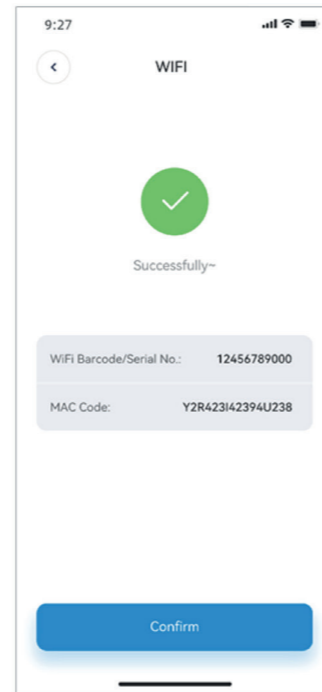 9:27
WIFI
Successfully~
WiFi Barcode/Serial No.: 12456789000
MAC Code: Y2R423I42394U238
Confirm